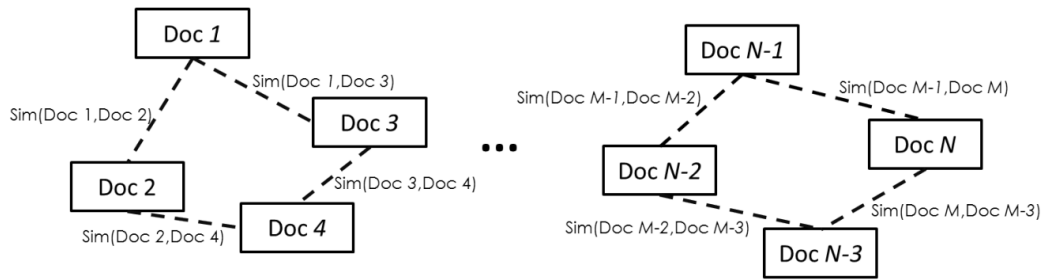 Doc 1
Sim(Doc 1,Doc 3)
Sim(Doc 1,Doc 2)
Doc 3
Doc 2
Sim(Doc 3,Doc 4)
Doc 4
Sim(Doc 2,Doc 4)
...
Doc N-1
Sim(Doc M-1,Doc M-2)
Sim(Doc M-1,Doc M)
Doc N
Doc N-2
Sim(Doc M-2,Doc M-3)
Sim(Doc M,Doc M-3)
Doc N-3